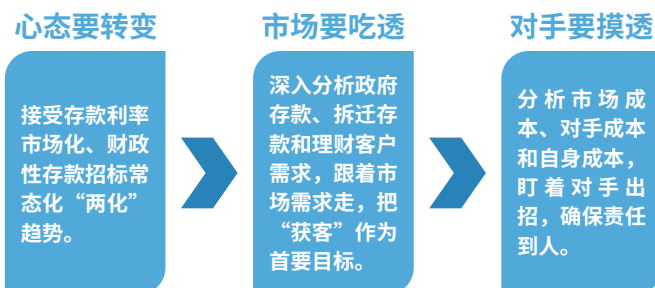 心态要转变
接受存款利率
市场化、财政
性存款招标常
态化“两化”
趋势。
市场要吃透
深入分析政府
存款、拆迁存
款和理财客户
需求，跟着市
场需求走，把
“获客”作为
首要目标。
对手要摸透
分析市场成
本、对手成本
和自身成本，
盯着对手出
招，确保责任
到人。